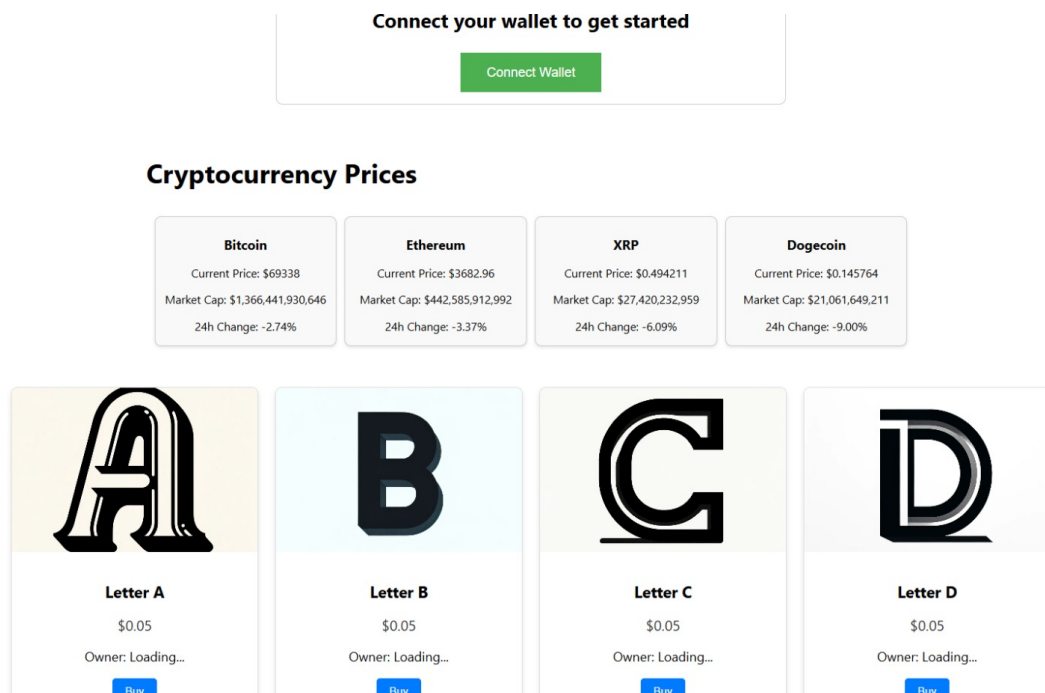 Connect your wallet to get started
Connect Wallet
Cryptocurrency Prices
Bitcoin
Current Price: $69338
Market Cap: $1,366,441,930,646
24h Change: -2.74%
Ethereum
Current Price: $3682.96
Market Cap: $442,585,912,992
24h Change: -3.37%
XRP
Current Price: $0.494211
Market Cap: $27,420,232,959
24h Change: -6.09%
Dogecoin
Current Price: $0.145764
Market Cap: $21,061,649,211
24h Change: -9.00%
A
Letter A
$0.05
Owner: Loading...
Buy
B
Letter B
$0.05
Owner: Loading...
Buy
C
Letter C
$0.05
Owner: Loading...
Buy
D
Letter D
$0.05
Owner: Loading...
Buy